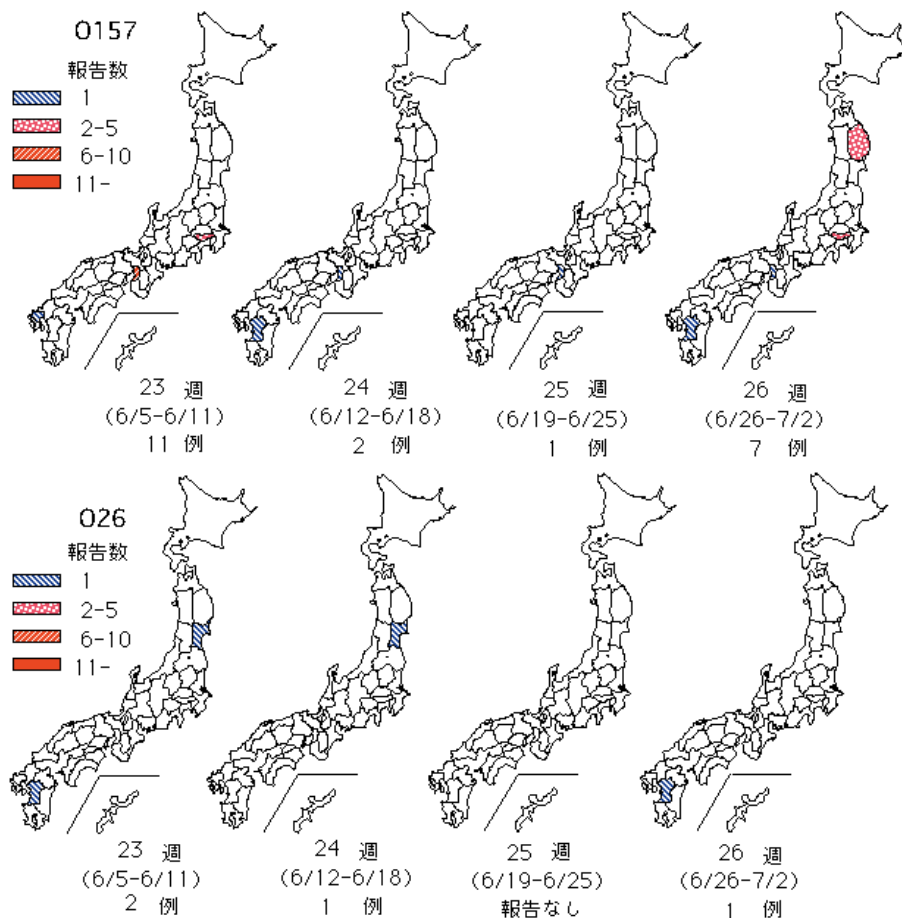 O157
報告数
1
2-5
6-10
11-
23 週
(6/5-6/11)
11 例
24 週
(6/12-6/18)
2 例
25 週
(6/19-6/25)
1 例
26 週
(6/26-7/2)
7 例
O26
報告数
1
2-5
6-10
11-
23 週
(6/5-6/11)
2 例
24 週
(6/12-6/18)
1 例
25 週
(6/19-6/25)
報告なし
26 週
(6/26-7/2)
1 例